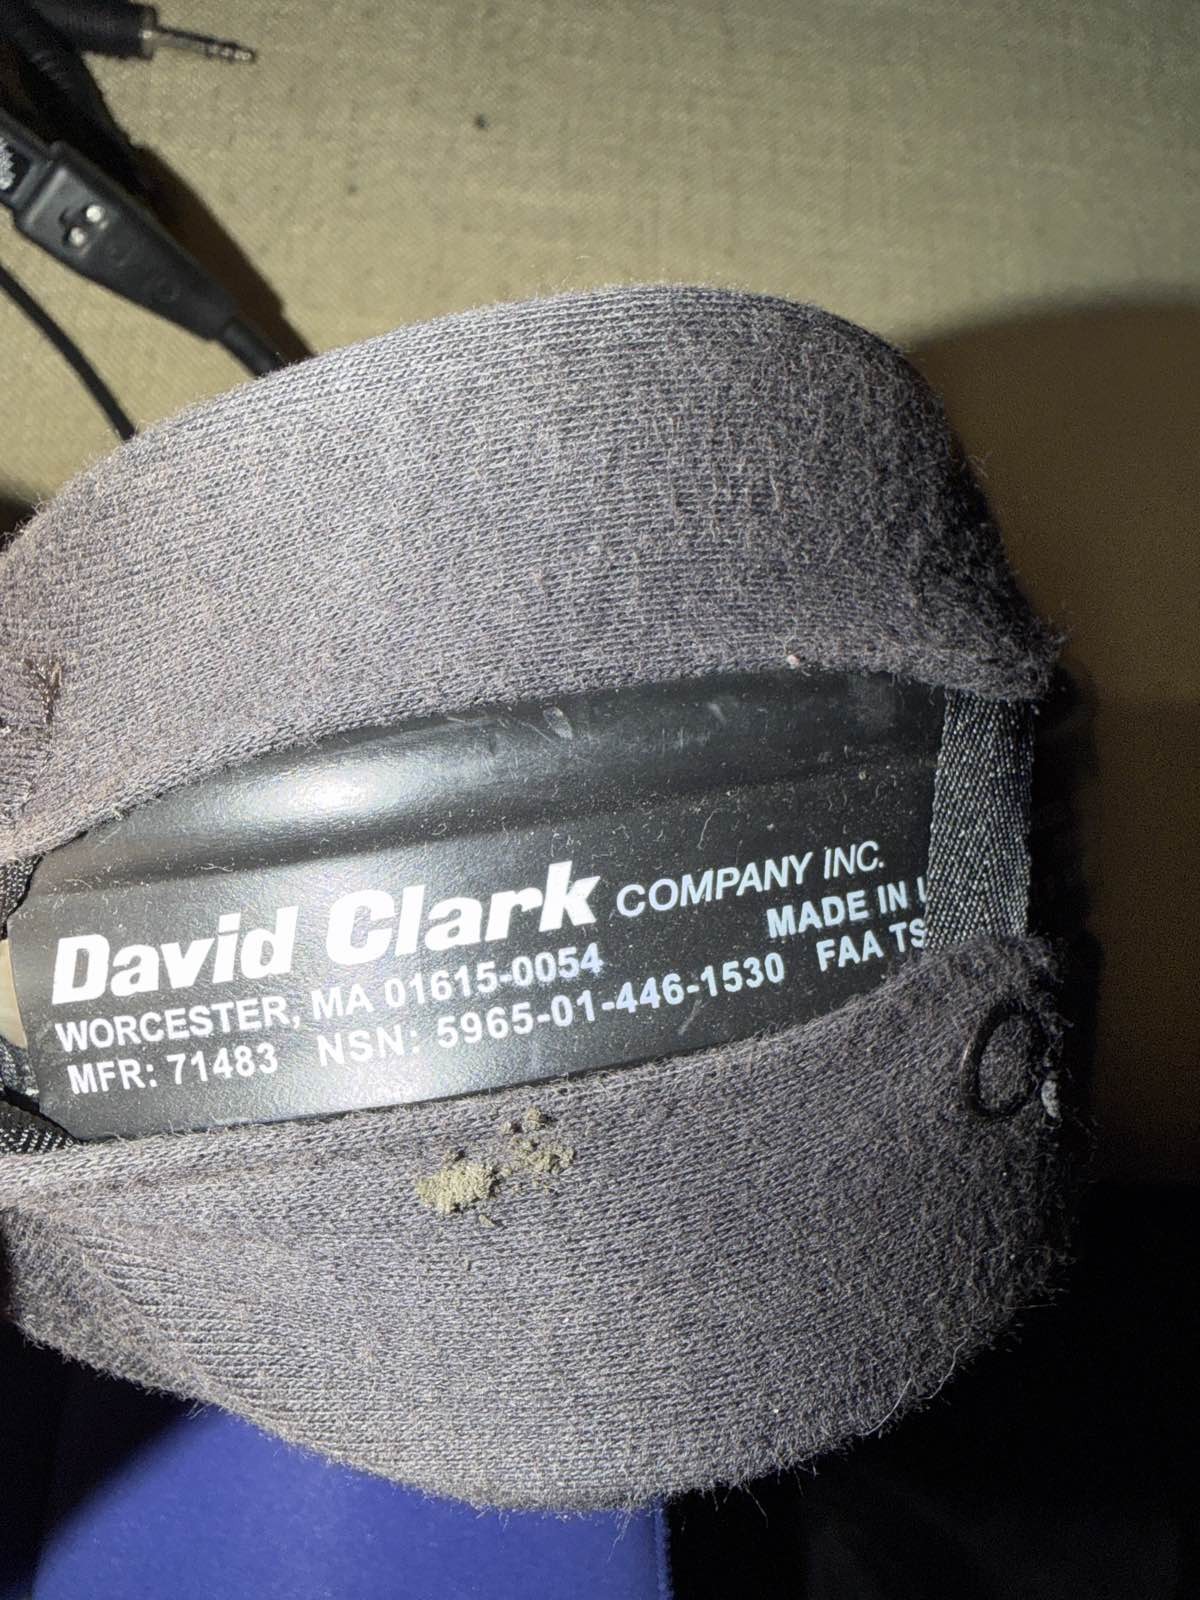 David Clark COMPANY INC.
WORCESTER, MA 01615-0054 MADE IN
MFR: 71483 NSN: 5965-01-446-1530 FAA TS